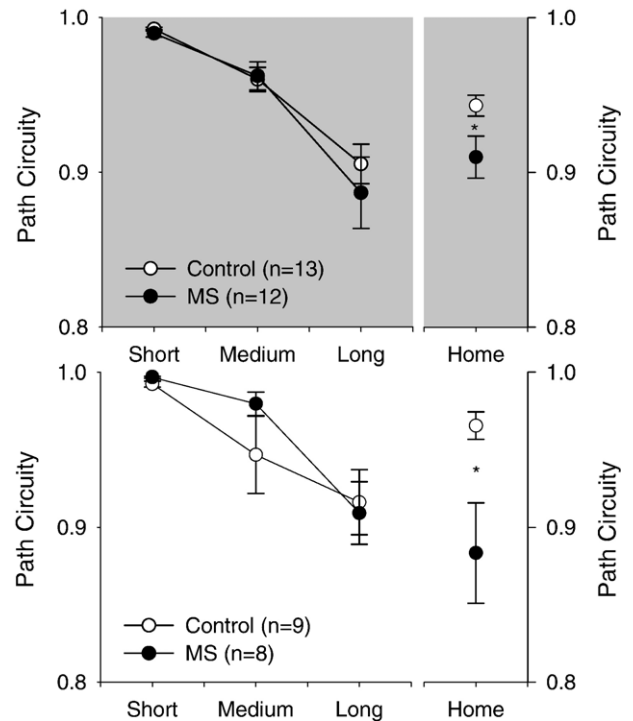 1.0
1.0
Path Circuity
0.9
0.9
Path Circuity
*
Control (n=13)
MS (n=12)
0.8
0.8
Short Medium Long Home
1.0
1.0
Path Circuity
0.9
0.9
Path Circuity
*
Control (n=9)
MS (n=8)
0.8
0.8
Short Medium Long Home